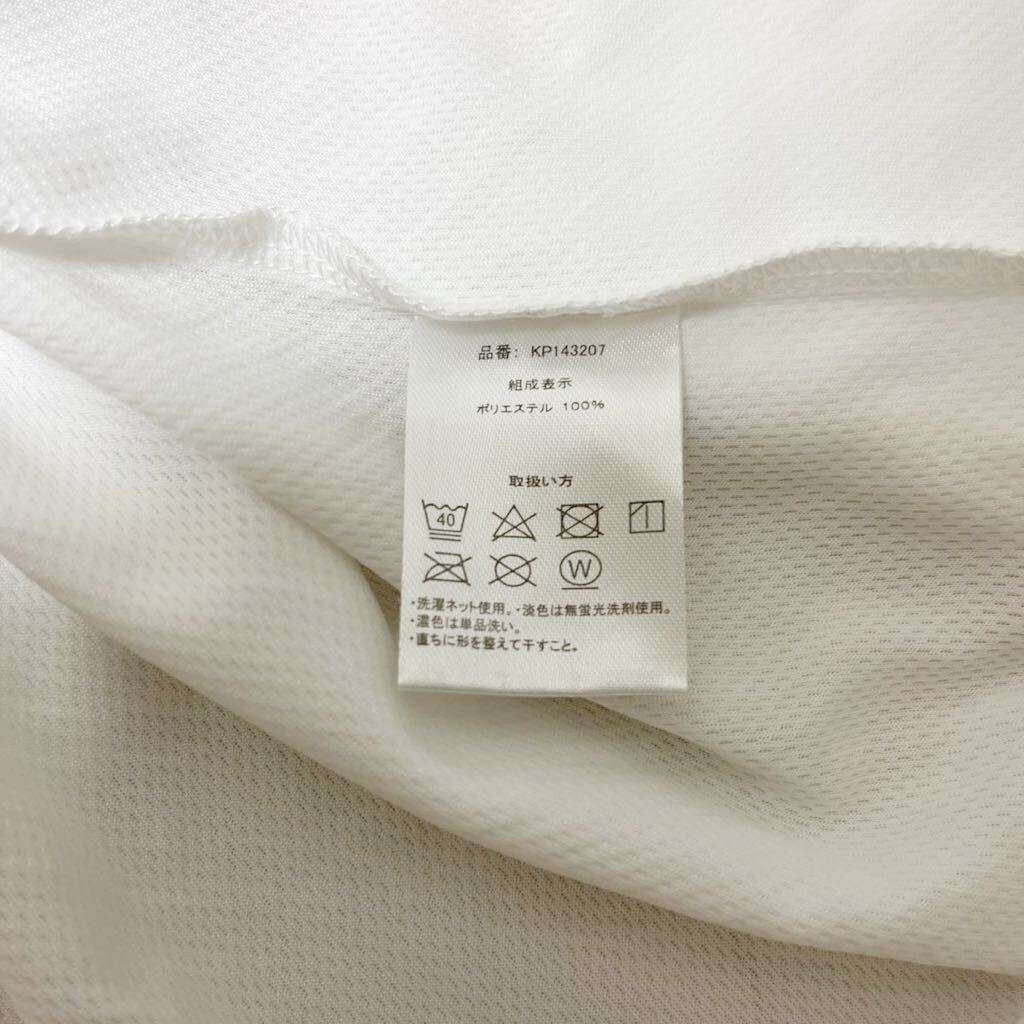 品番: KP143207
組成表示
ポリエステル 100%
取扱い方
40
W
・洗濯ネット使用。・淡色は無蛍光洗剤使用。
・濃色は単品洗い。
・直ちに形を整えて干すこと。